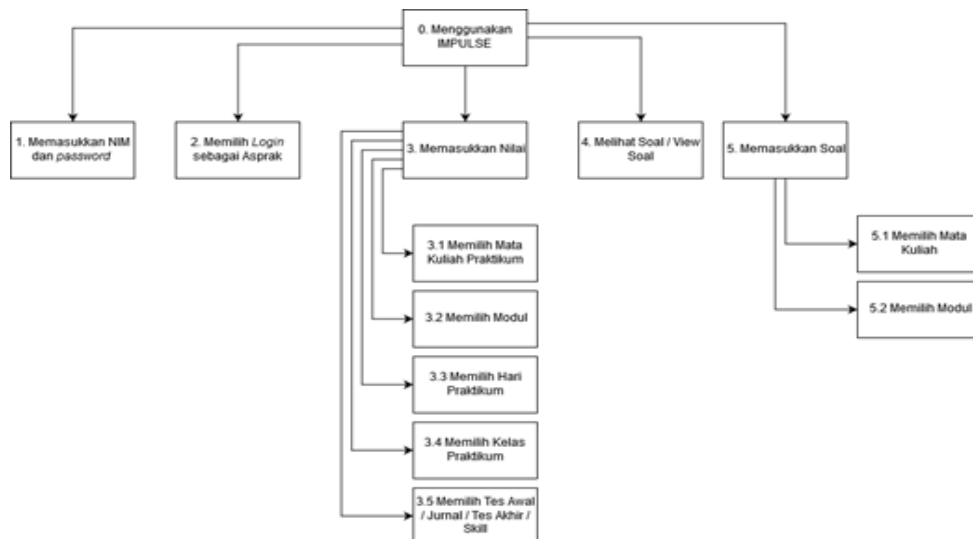 0. Menggunakan
IMPULSE
1. Memasukkan NIM
dan password
2. Memilih Login
sebagai Asprak
3. Memasukkan Nilai
4. Melihat Soal / View
Soal
5. Memasukkan Soal
3.1 Memilih Mata
Kuliah Praktikum
3.2 Memilih Modul
3.3 Memilih Hari
Praktikum
3.4 Memilih Kelas
Praktikum
3.5 Memilih Tes Awal
/ Jurnal / Tes Akhir /
Skill
5.1 Memilih Mata
Kuliah
5.2 Memilih Modul